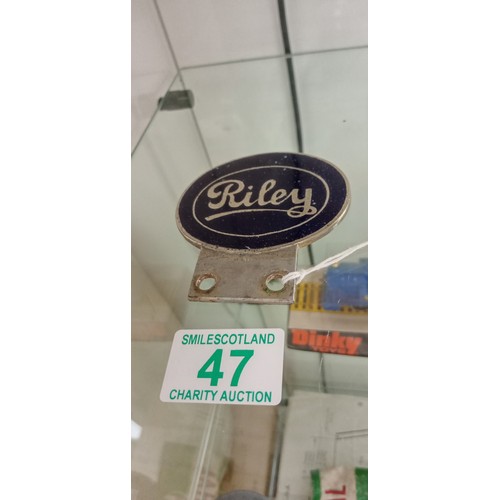 Riley
SMILESCOTLAND
47
CHARITY AUCTION
Dinky